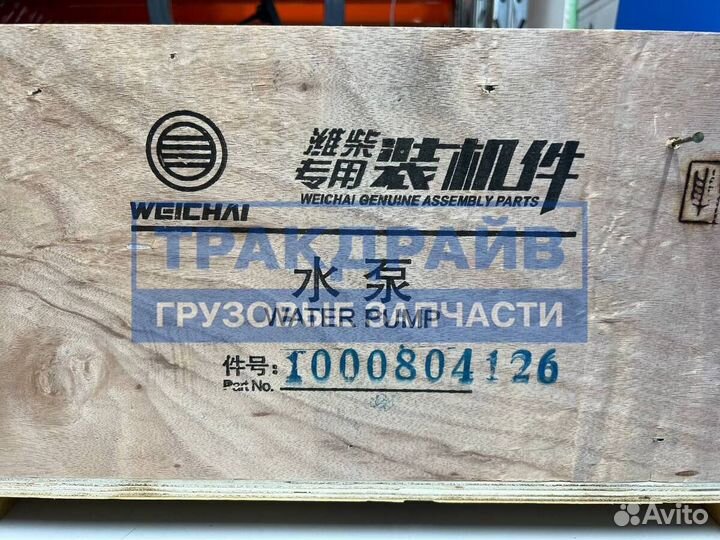 WEICHAI
潍柴
专用
装机件
WEICHAI GENUINE ASSEMBLY PARTS
ТРАКДРАЙВ
水泵
ГРУЗОВЫЕ ЗАПЧАСТИ
WATER PUMP
件号:
Part No.
1000804126
Avito